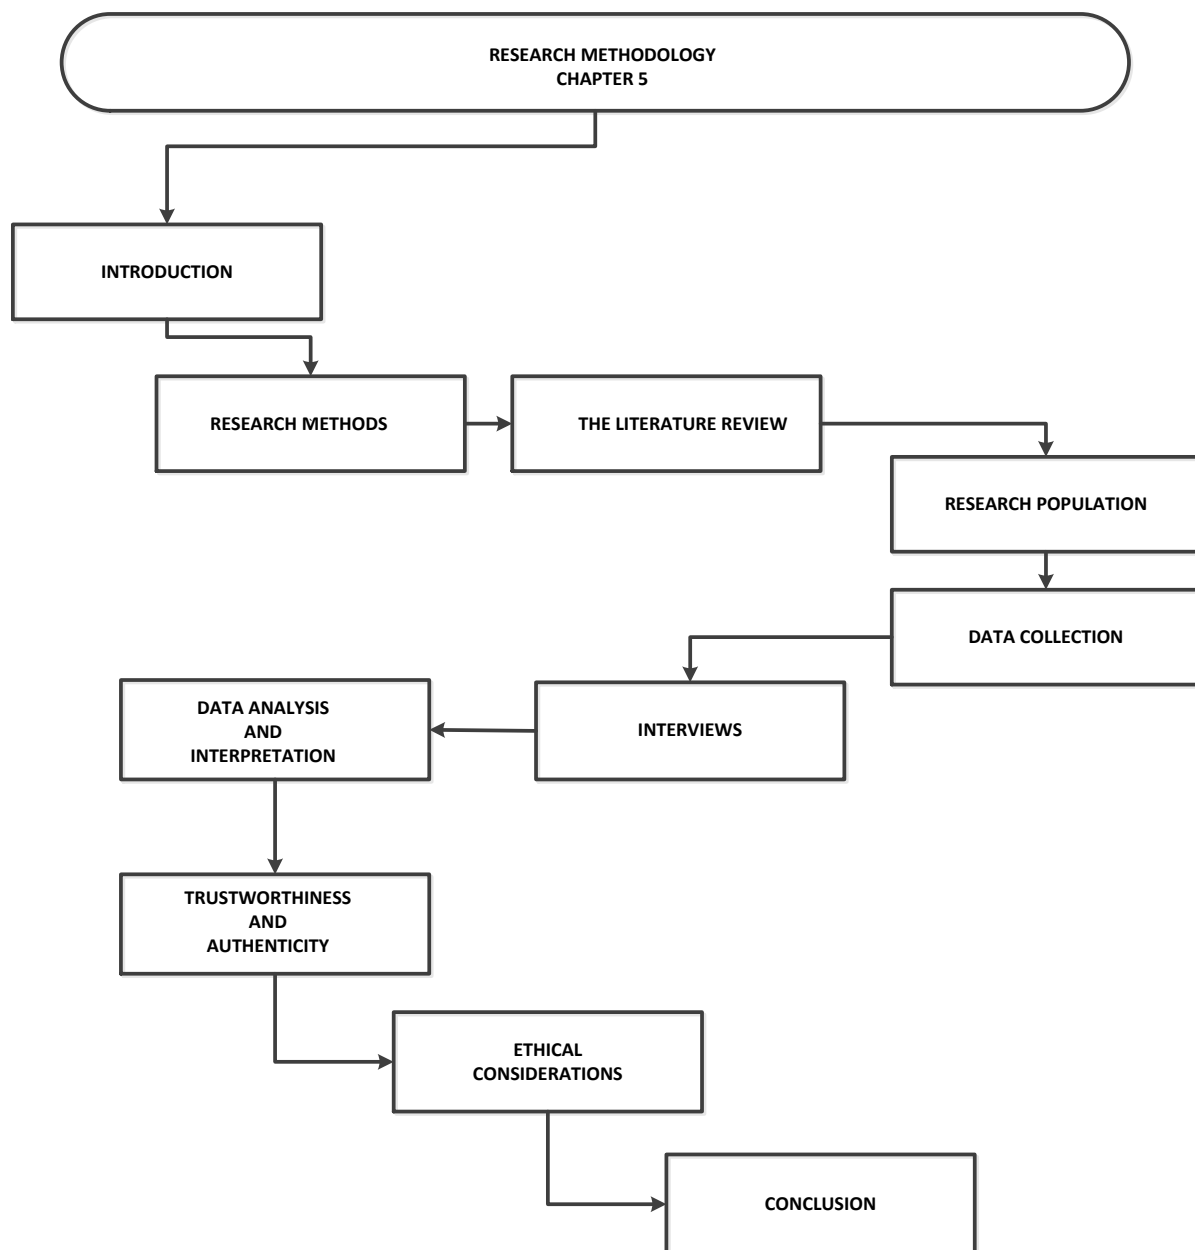 RESEARCH METHODOLOGY
CHAPTER 5
INTRODUCTION
RESEARCH METHODS
THE LITERATURE REVIEW
RESEARCH POPULATION
DATA COLLECTION
INTERVIEWS
DATA ANALYSIS
AND
INTERPRETATION
TRUSTWORTHINESS
AND
AUTHENTICITY
ETHICAL
CONSIDERATIONS
CONCLUSION